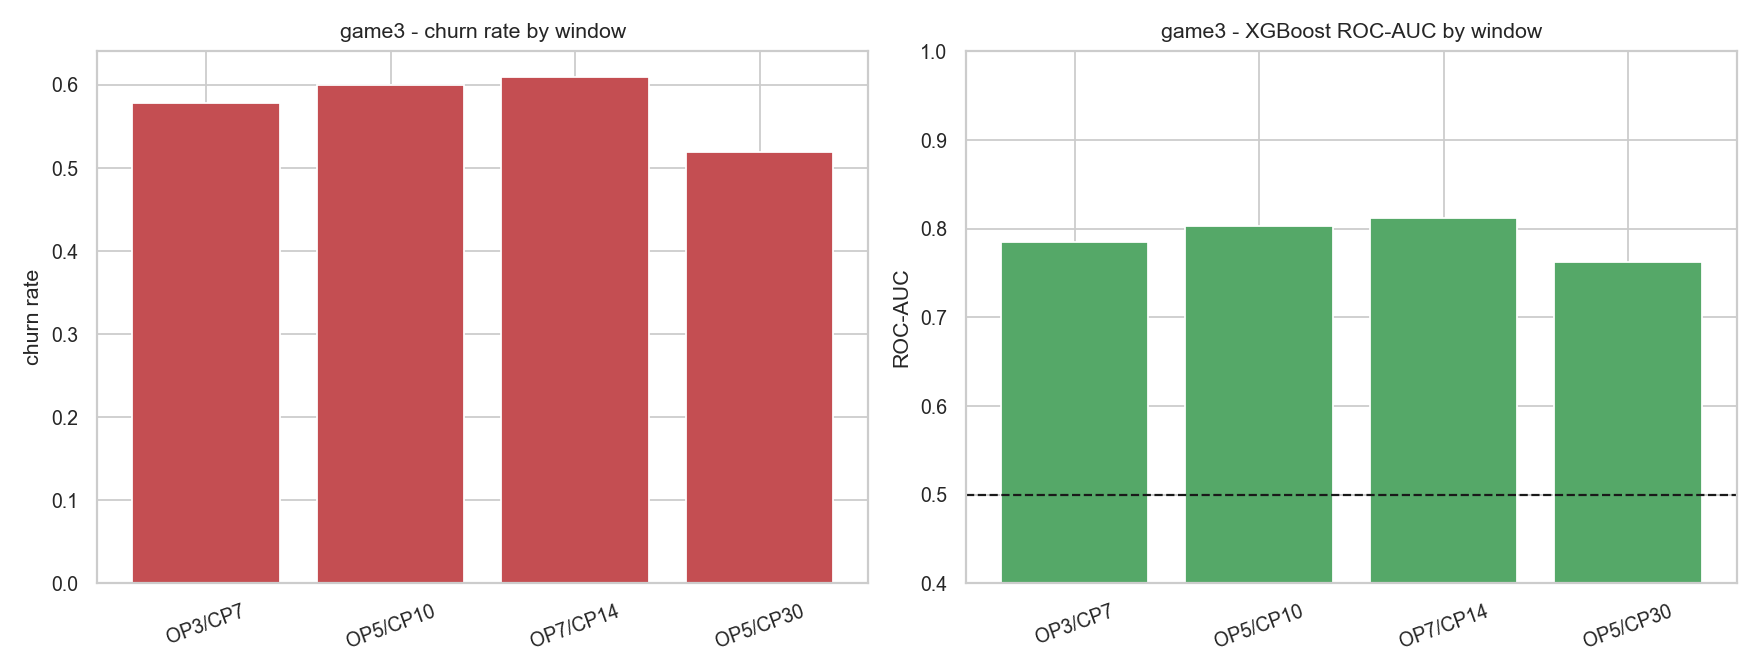 game3 - churn rate by window
churn rate
0.6
0.5
0.4
0.3
0.2
0.1
0.0
OP3/CP7
OP5/CP10
OP7/CP14
OP5/CP30
game3 - XGBoost ROC-AUC by window
ROC-AUC
1.0
0.9
0.8
0.7
0.6
0.5
0.4
OP3/CP7
OP5/CP10
OP7/CP14
OP5/CP30